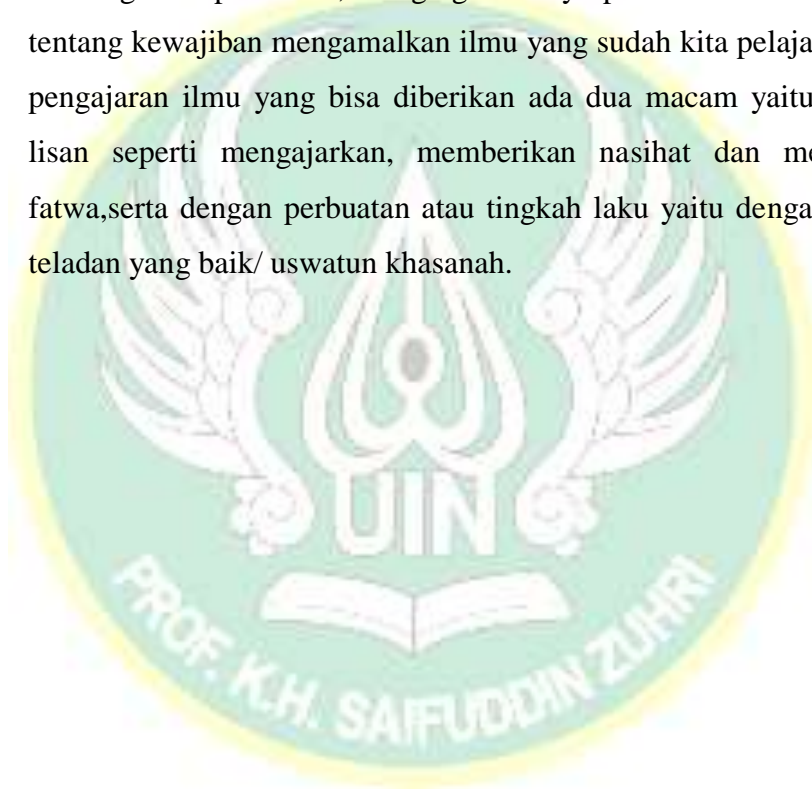 tentang kewajiban mengamalkan ilmu yang sudah kita pelaja
pengajaran ilmu yang bisa diberikan ada dua macam yaitu
lisan seperti mengajarkan, memberikan nasihat dan me
fatwa,serta dengan perbuatan atau tingkah laku yaitu denga
teladan yang baik/ uswatun khasanah.
UIN
PROF. K.H. SAIFUDDIN ZUHRI